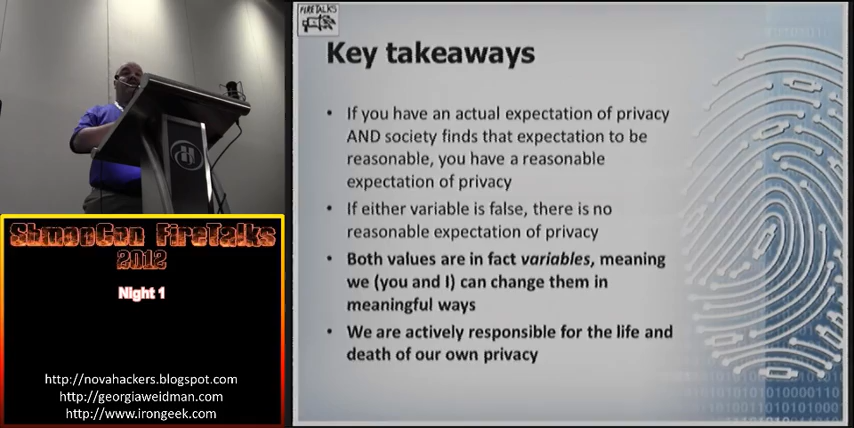 FIRETALKS
Key takeaways
• If you have an actual expectation of privacy
AND society finds that expectation to be
reasonable, you have a reasonable
expectation of privacy
• If either variable is false, there is no
reasonable expectation of privacy
• Both values are in fact variables, meaning
we (you and I) can change them in
meaningful ways
• We are actively responsible for the life and
death of our own privacy
ShmooCon FireTalks
2012
Night 1
http://novahackers.blogspot.com
http://georgiaweidman.com
http://www.irongeek.com